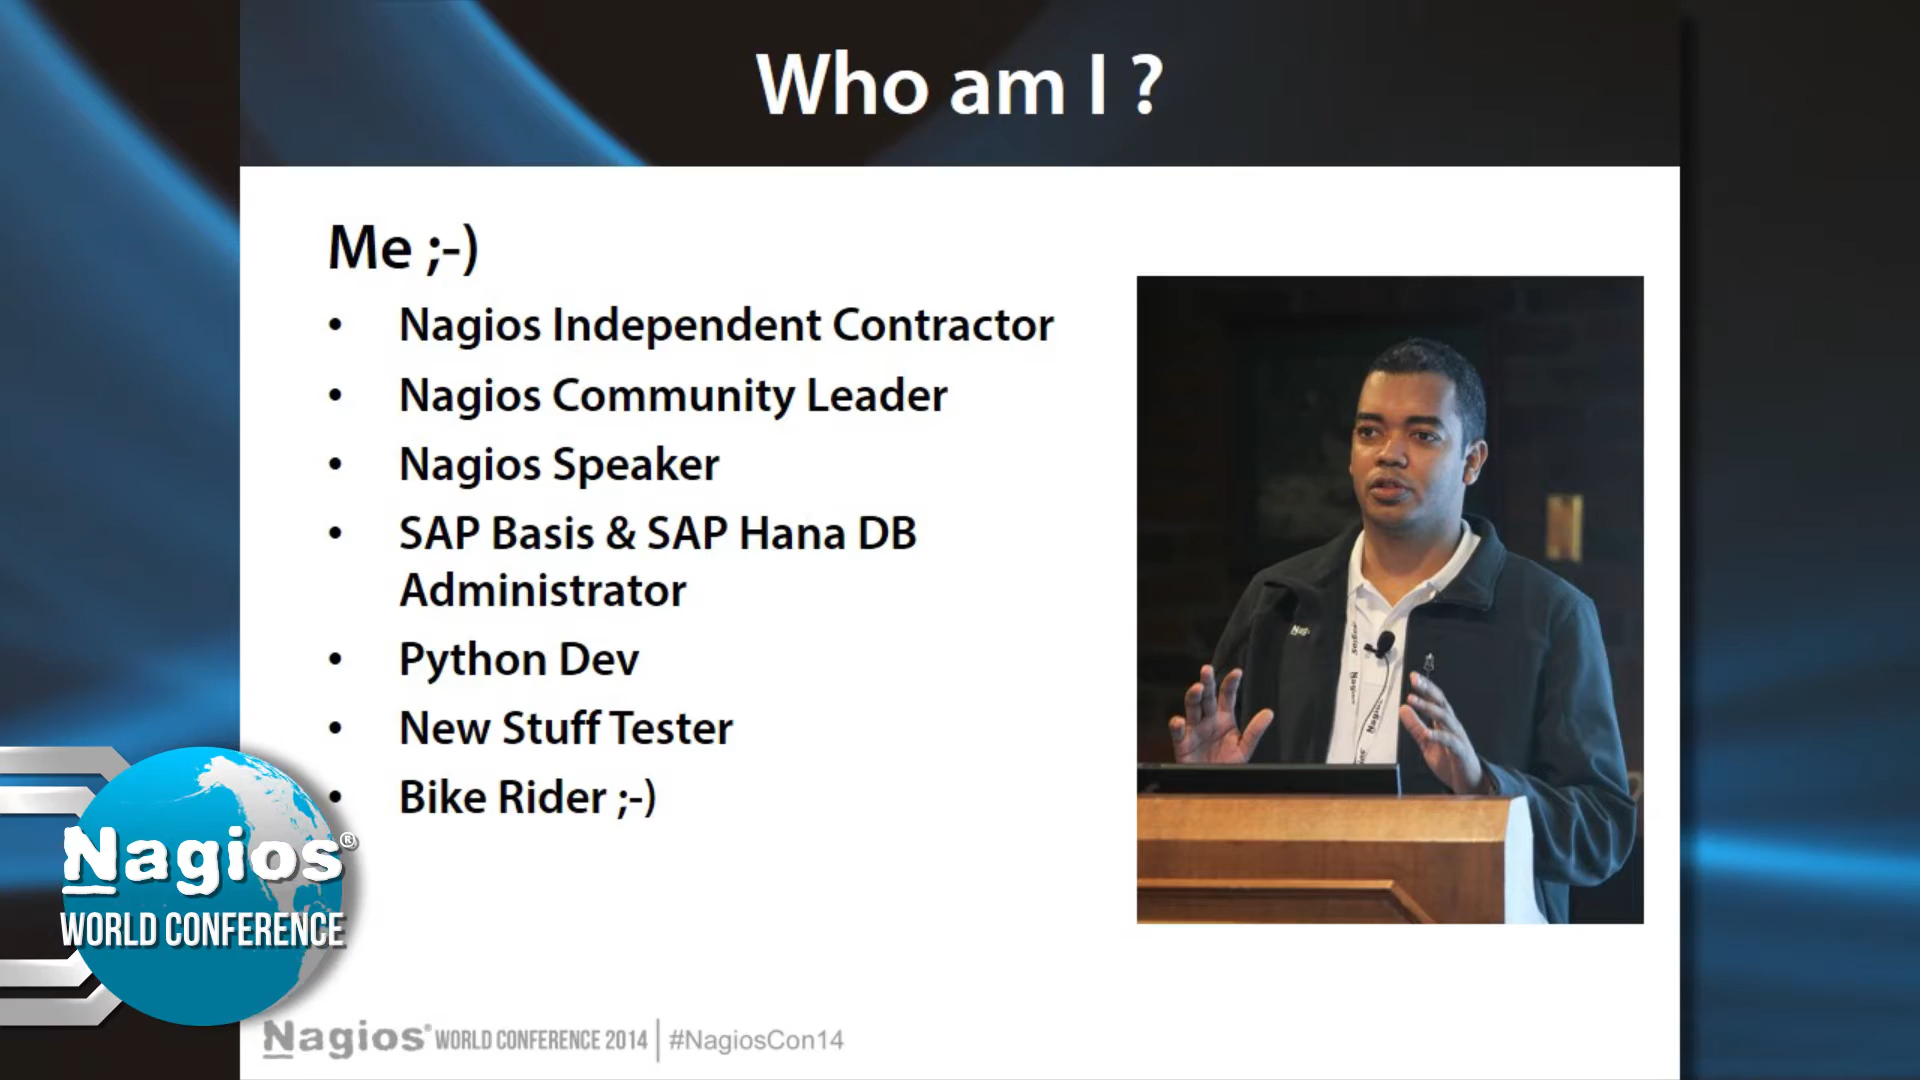 Who am I ?
Me ;-)
• Nagios Independent Contractor
• Nagios Community Leader
• Nagios Speaker
• SAP Basis & SAP Hana DB
Administrator
• Python Dev
• New Stuff Tester
• Bike Rider ;-)
Nagios®
WORLD CONFERENCE
Nagios® WORLD CONFERENCE 2014 | #NagiosCon14
Nagios